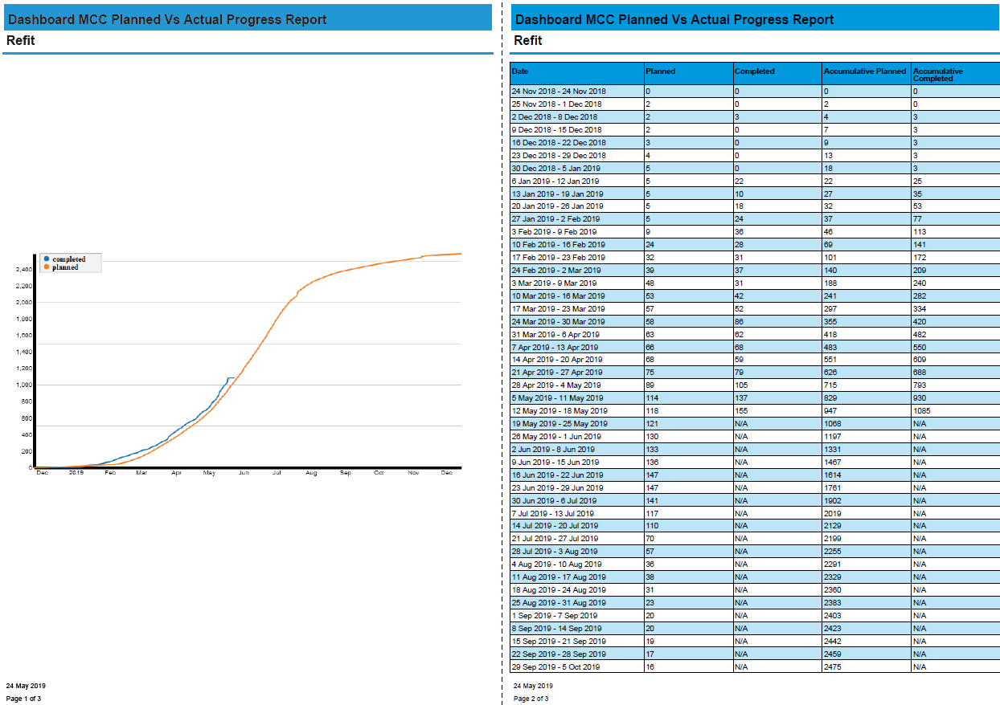 Dashboard MCC Planned Vs Actual Progress Report
Refit
completed
planned
2,400
2,200
2,000
1,800
1,600
1,400
1,200
1,000
800
600
400
200
0
Dec 2019 Feb Mar Apr May Jun Jul Aug Sep Oct Nov Dec
24 May 2019
Page 1 of 3
Dashboard MCC Planned Vs Actual Progress Report
Refit
Date Planned Completed Accumulative Planned Accumulative
Completed
24 Nov 2018 - 24 Nov 2018 0 0 0 0
25 Nov 2018 - 1 Dec 2018 2 0 2 0
2 Dec 2018 - 8 Dec 2018 2 3 4 3
9 Dec 2018 - 15 Dec 2018 2 0 7 3
16 Dec 2018 - 22 Dec 2018 3 0 9 3
23 Dec 2018 - 29 Dec 2018 4 0 13 3
30 Dec 2018 - 5 Jan 2019 5 0 18 3
6 Jan 2019 - 12 Jan 2019 5 22 22 25
13 Jan 2019 - 19 Jan 2019 5 10 27 35
20 Jan 2019 - 26 Jan 2019 5 18 32 53
27 Jan 2019 - 2 Feb 2019 5 24 37 77
3 Feb 2019 - 9 Feb 2019 9 36 46 113
10 Feb 2019 - 16 Feb 2019 24 28 69 141
17 Feb 2019 - 23 Feb 2019 32 31 101 172
24 Feb 2019 - 2 Mar 2019 39 37 140 209
3 Mar 2019 - 9 Mar 2019 48 31 188 240
10 Mar 2019 - 16 Mar 2019 53 42 241 282
17 Mar 2019 - 23 Mar 2019 57 52 297 334
24 Mar 2019 - 30 Mar 2019 58 86 355 420
31 Mar 2019 - 6 Apr 2019 63 62 418 482
7 Apr 2019 - 13 Apr 2019 66 68 483 550
14 Apr 2019 - 20 Apr 2019 68 59 551 609
21 Apr 2019 - 27 Apr 2019 75 79 626 688
28 Apr 2019 - 4 May 2019 89 105 715 793
5 May 2019 - 11 May 2019 114 137 829 930
12 May 2019 - 18 May 2019 118 155 947 1085
19 May 2019 - 25 May 2019 121 N/A 1068 N/A
26 May 2019 - 1 Jun 2019 130 N/A 1197 N/A
2 Jun 2019 - 8 Jun 2019 133 N/A 1331 N/A
9 Jun 2019 - 15 Jun 2019 136 N/A 1467 N/A
16 Jun 2019 - 22 Jun 2019 147 N/A 1614 N/A
23 Jun 2019 - 29 Jun 2019 147 N/A 1761 N/A
30 Jun 2019 - 6 Jul 2019 141 N/A 1902 N/A
7 Jul 2019 - 13 Jul 2019 117 N/A 2019 N/A
14 Jul 2019 - 20 Jul 2019 110 N/A 2129 N/A
21 Jul 2019 - 27 Jul 2019 70 N/A 2199 N/A
28 Jul 2019 - 3 Aug 2019 57 N/A 2255 N/A
4 Aug 2019 - 10 Aug 2019 36 N/A 2291 N/A
11 Aug 2019 - 17 Aug 2019 38 N/A 2329 N/A
18 Aug 2019 - 24 Aug 2019 31 N/A 2360 N/A
25 Aug 2019 - 31 Aug 2019 23 N/A 2383 N/A
1 Sep 2019 - 7 Sep 2019 20 N/A 2403 N/A
8 Sep 2019 - 14 Sep 2019 20 N/A 2423 N/A
15 Sep 2019 - 21 Sep 2019 19 N/A 2442 N/A
22 Sep 2019 - 28 Sep 2019 17 N/A 2459 N/A
29 Sep 2019 - 5 Oct 2019 16 N/A 2475 N/A
24 May 2019
Page 2 of 3